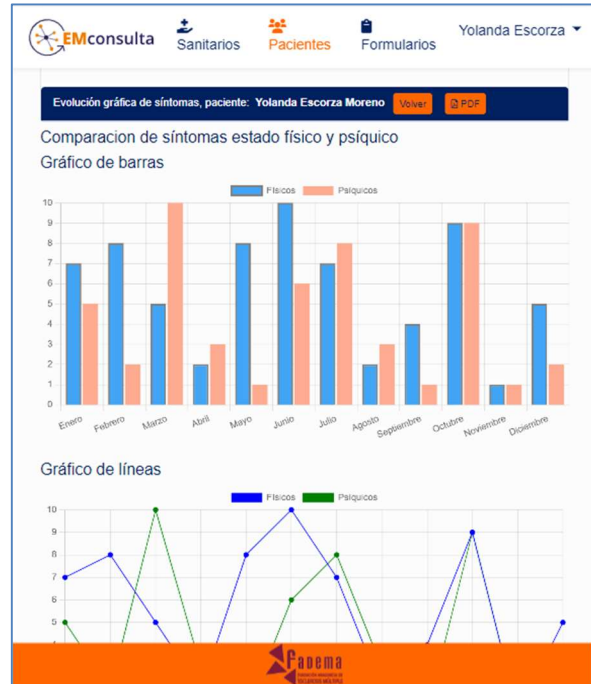 EMconsulta
Sanitarios
Pacientes
Formularios
Yolanda Escorza
Evolución gráfica de síntomas, paciente: Yolanda Escorza Moreno Volver PDF
Comparacion de síntomas estado físico y psíquico
Gráfico de barras
Físicos Psíquicos
10
9
8
7
6
5
4
3
2
1
0
Enero Febrero Marzo Abril Mayo Junio Julio Agosto Septiembre Octubre Noviembre Diciembre
Gráfico de líneas
Físicos Psíquicos
10
9
8
7
6
5
Fadema